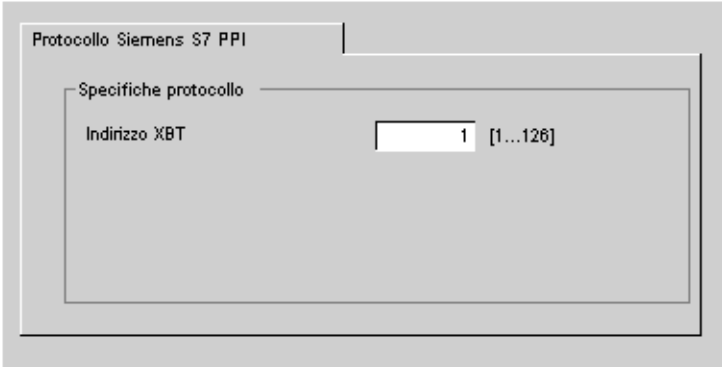 Protocollo Siemens S7 PPI
Specifiche protocollo
Indirizzo XBT 1 [1...126]